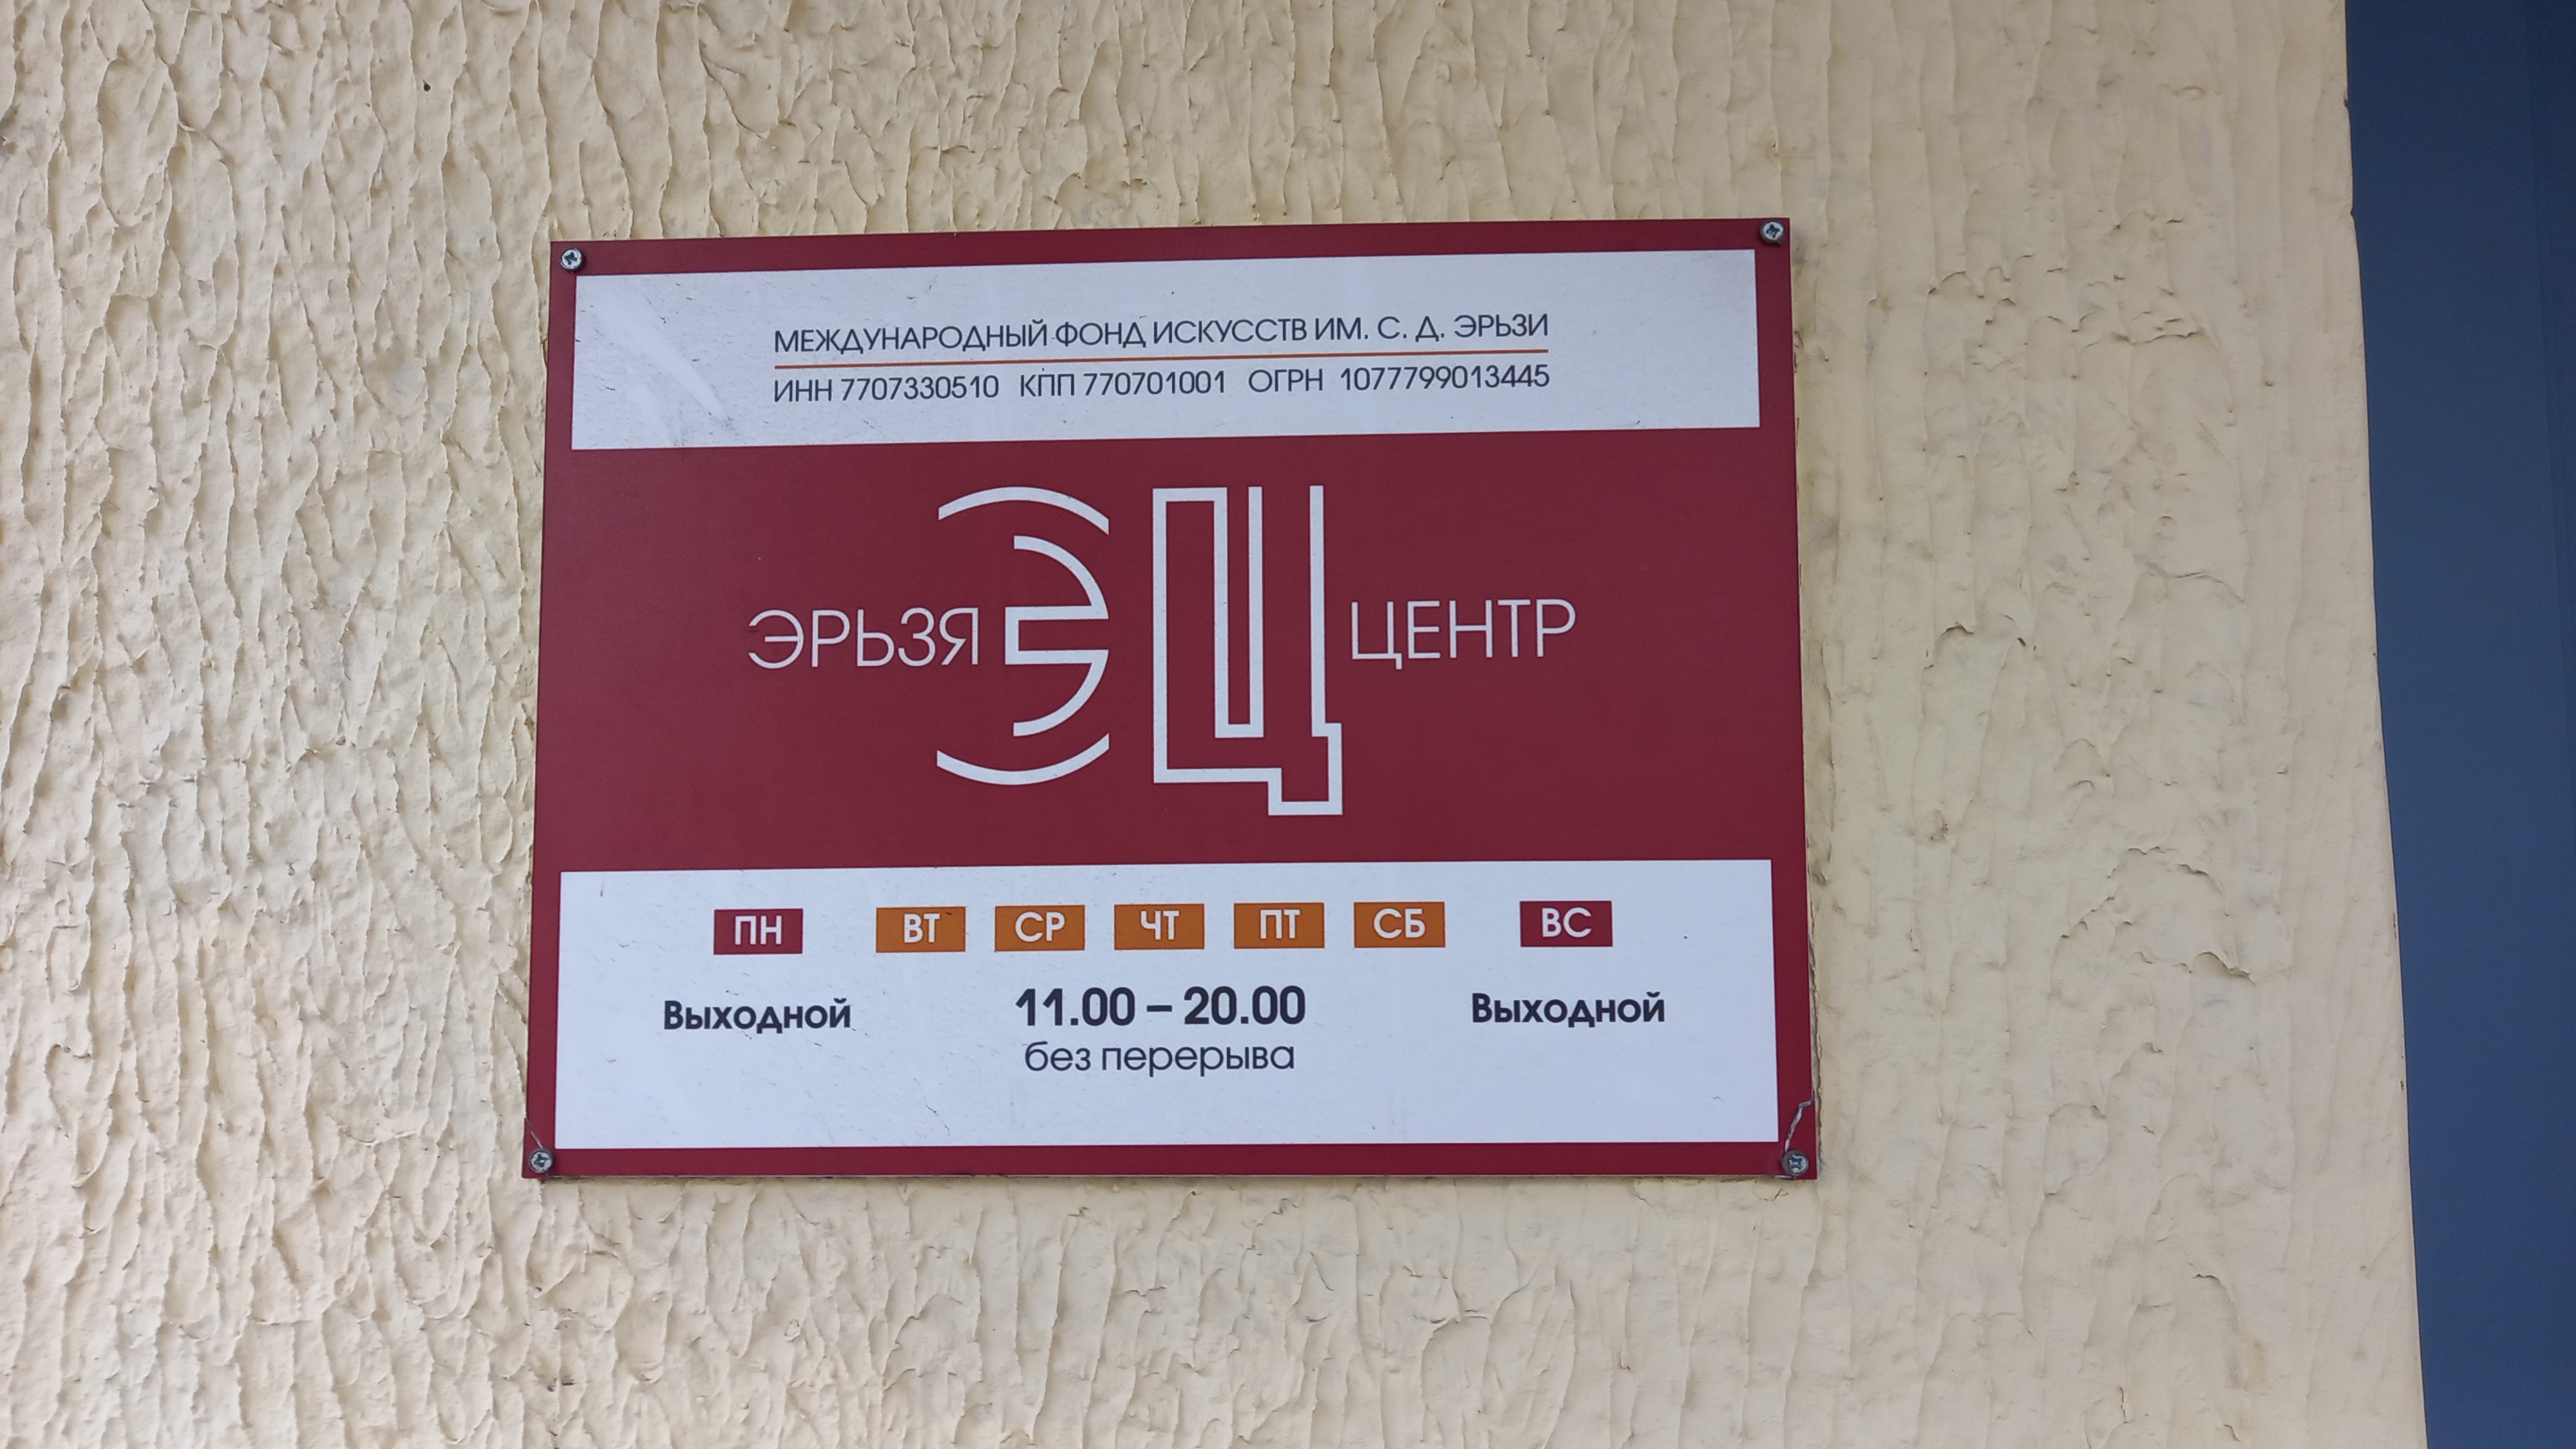 МЕЖДУНАРОДНЫЙ ФОНД ИСКУССТВ ИМ. С. Д. ЭРЬЗИ
ИНН 7707330510 КПП 770701001 ОГРН 1077799013445
ЭРЬЗЯ ЭЦ ЦЕНТР
ПН ВТ СР ЧТ ПТ СБ ВС
Выходной 11.00 – 20.00 Выходной
без перерыва